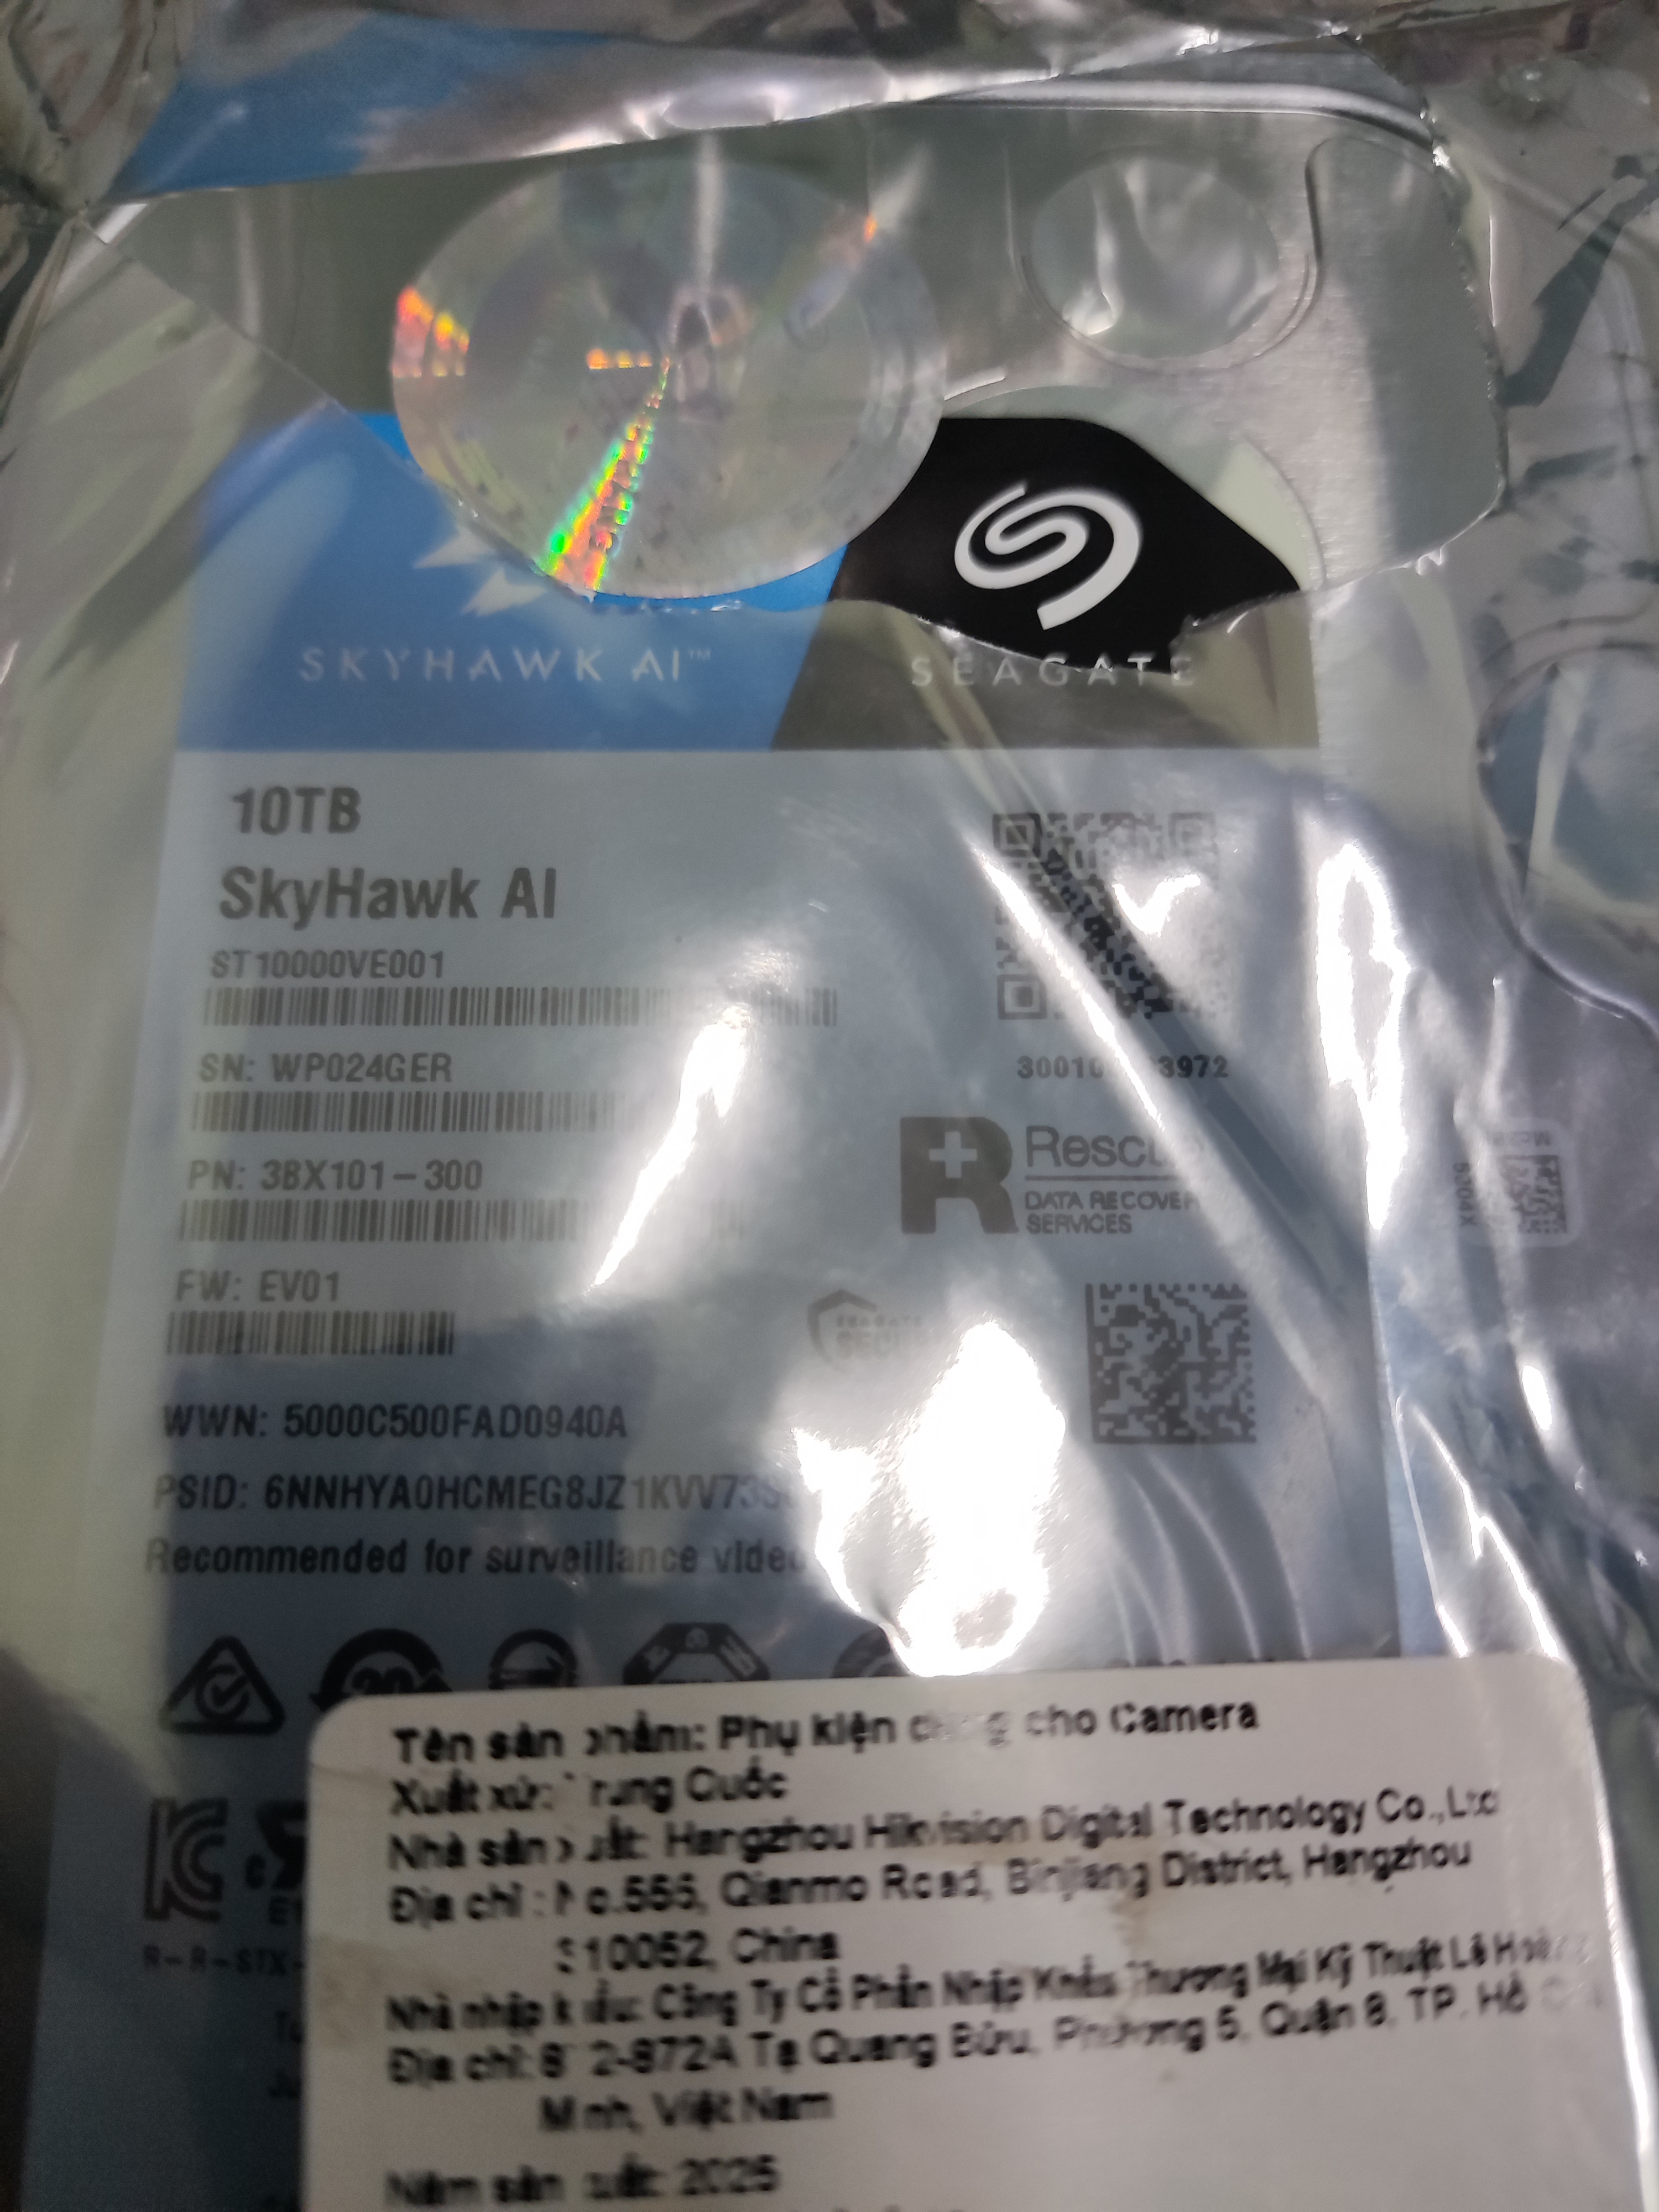 SKYHAWK AI™
SEAGATE
10TB
SkyHawk AI
ST10000VE001
SN: WP024GER
3972
PN: 3BX101-300
DATA RECOVER
SERVICES
FW: EV01
WWN: 5000C500FAD0940A
PSID: 6NNHYA0HCMEG8JZ1KVV73S
Recommended for surveillance video
Tên sản phẩm: Phụ kiện cho Camera
Xuất xứ: Trung Quốc
Nhà sản xuất: Hangzhou Hikvision Digital Technology Co.,Ltd
Địa chỉ : No.555, Qianmo Road, Binjiang District, Hangzhou
310052, China
Nhà nhập khẩu: Công Ty Cổ Phần Nhập Khẩu Thương Mại Kỹ Thuật Lê Hoàng
Địa chỉ: 2-872A Tạ Quang Bửu, Phường 5, Quận 8, TP. Hồ
Minh, Việt Nam
Năm sản xuất: 2025